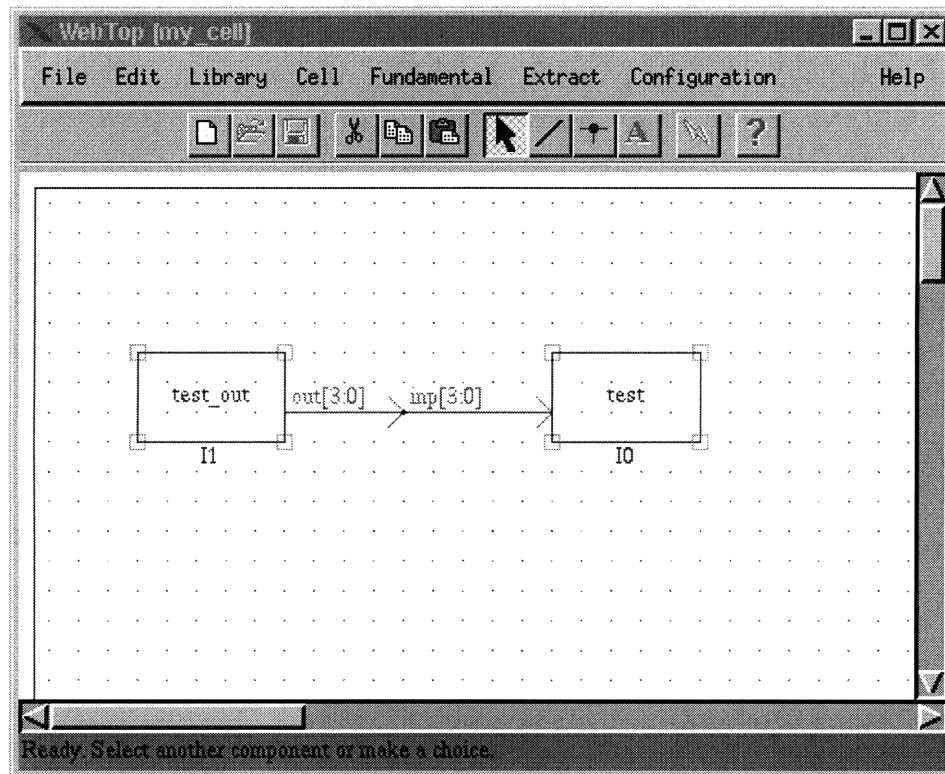 WebTop [my_cell]
File Edit Library Cell Fundamental Extract Configuration Help
A ?
test_out out[3:0] inp[3:0] test
I1 I0
Ready. Select another component or make a choice.